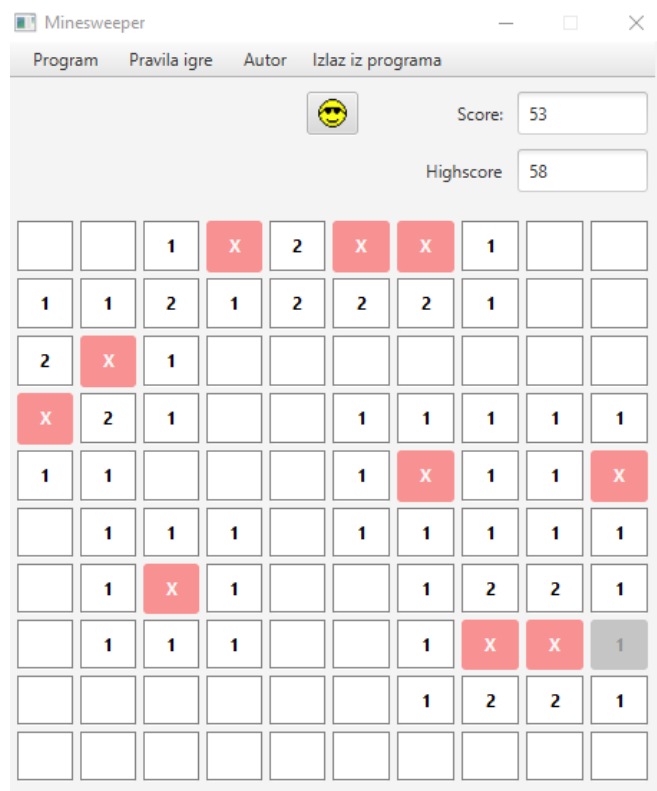 Minesweeper
Program Pravila igre Autor Izlaz iz programa
Score: 53
Highscore 58
1 X 2 X X 1
1 1 2 1 2 2 2 1
2 X 1
X 2 1 1 1 1 1 1
1 1 1 X 1 1 X
1 1 1 1 1 1 1 1
1 X 1 1 2 2 1
1 1 1 1 X X 1
1 2 2 1